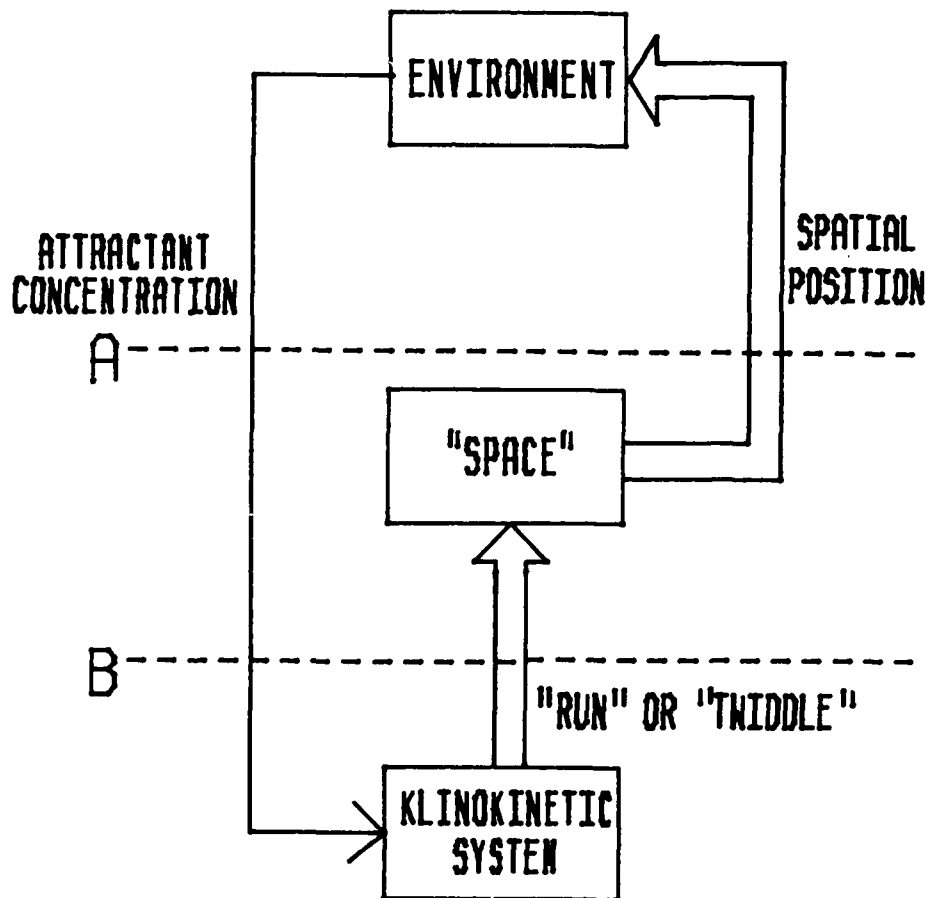 ENVIRONMENT
ATTRACTANT
CONCENTRATION
SPATIAL
POSITION
A
"SPACE"
B
"RUN" OR "TWIDDLE"
KLINOKINETIC
SYSTEM